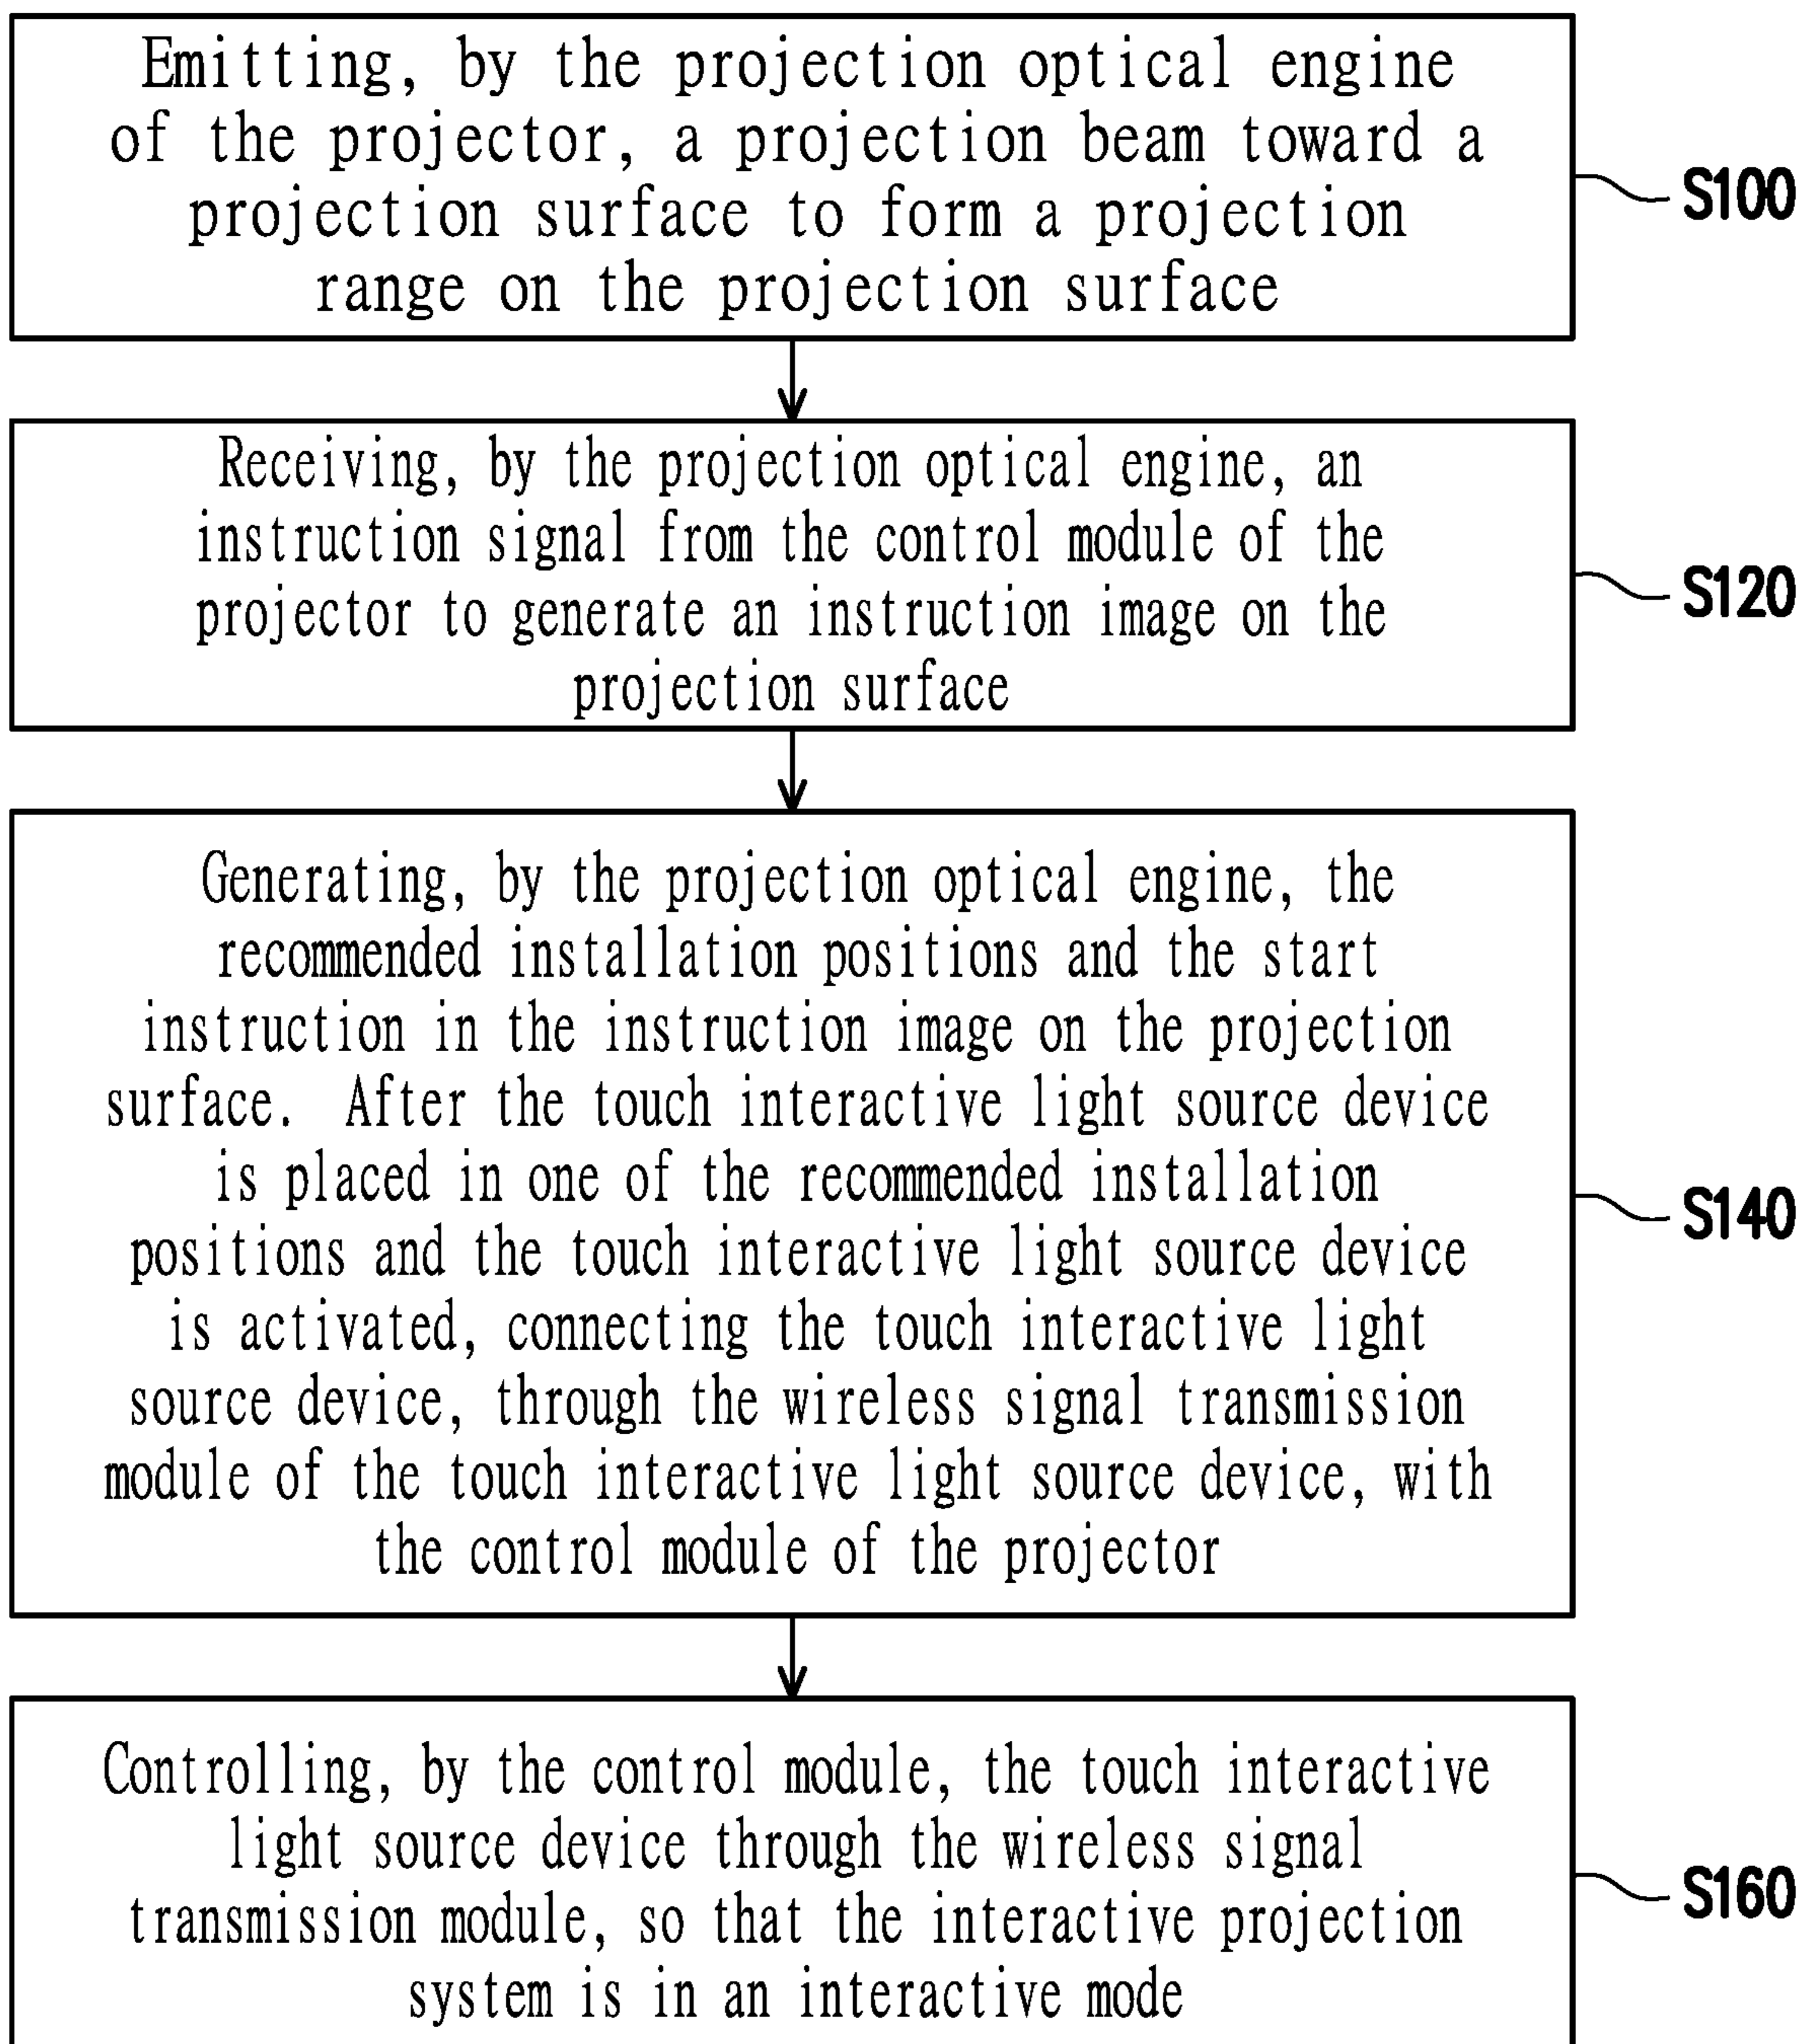 Emitting, by the projection optical engine
of the projector, a projection beam toward a
projection surface to form a projection
range on the projection surface
S100
Receiving, by the projection optical engine, an
instruction signal from the control module of the
projector to generate an instruction image on the
projection surface
S120
Generating, by the projection optical engine, the
recommended installation positions and the start
instruction in the instruction image on the projection
surface. After the touch interactive light source device
is placed in one of the recommended installation
positions and the touch interactive light source device
is activated, connecting the touch interactive light
source device, through the wireless signal transmission
module of the touch interactive light source device, with
the control module of the projector
S140
Controlling, by the control module, the touch interactive
light source device through the wireless signal
transmission module, so that the interactive projection
system is in an interactive mode
S160